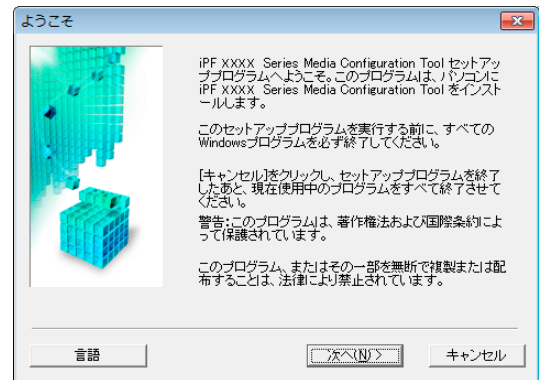 ようこそ
iPF XXXX Series Media Configuration Tool セットアッ
ププログラムへようこそ。このプログラムは、パソコンに
iPF XXXX Series Media Configuration Tool をインスト
ールします。
このセットアッププログラムを実行する前に、すべての
Windowsプログラムを必ず終了してください。
[キャンセル]をクリックし、セットアッププログラムを終了
したあと、現在使用中のプログラムをすべて終了させて
ください。
警告:このプログラムは、著作権法および国際条約によ
って保護されています。
このプログラム、またはその一部を無断で複製または配
布することは、法律により禁止されています。
言語
次へ(N)>
キャンセル